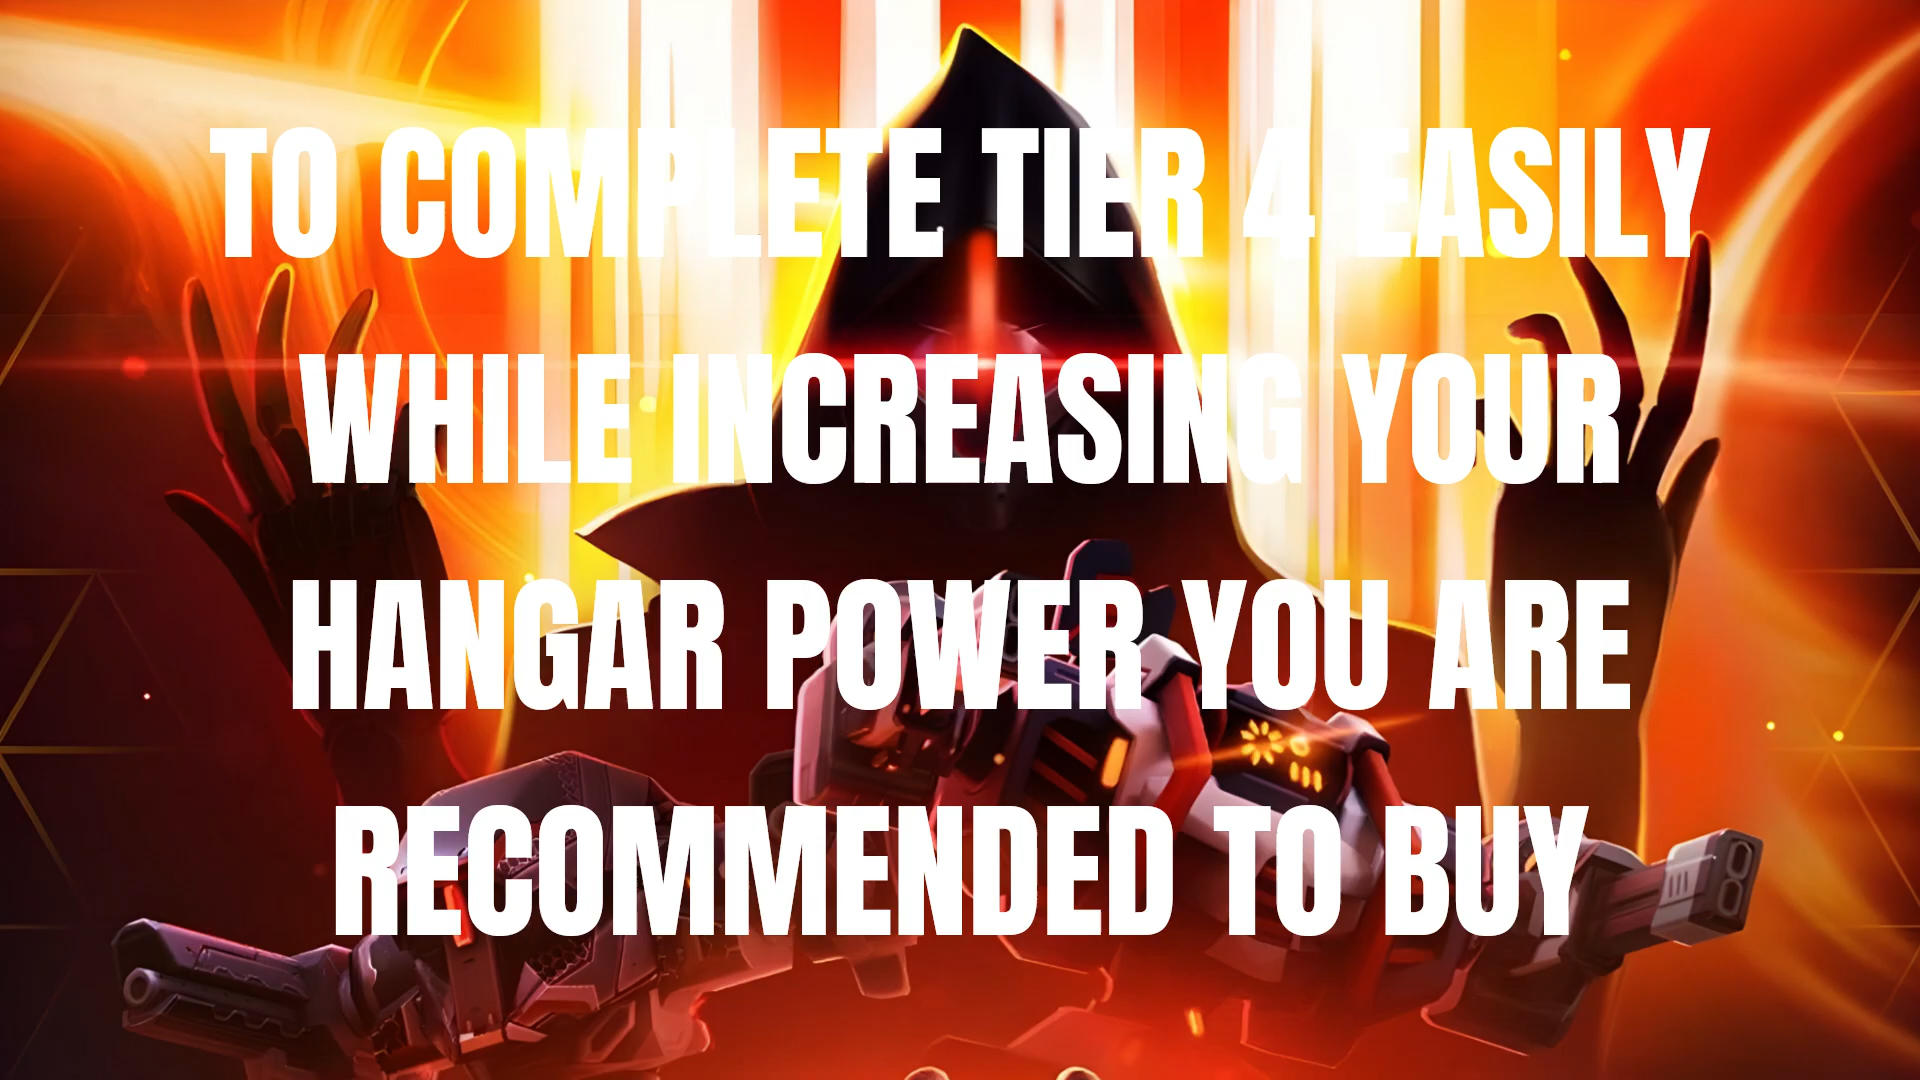 TO COMPLETE TIER 4 EASILY
WHILE INCREASING YOUR
HANGAR POWER YOU ARE
RECOMMENDED TO BUY